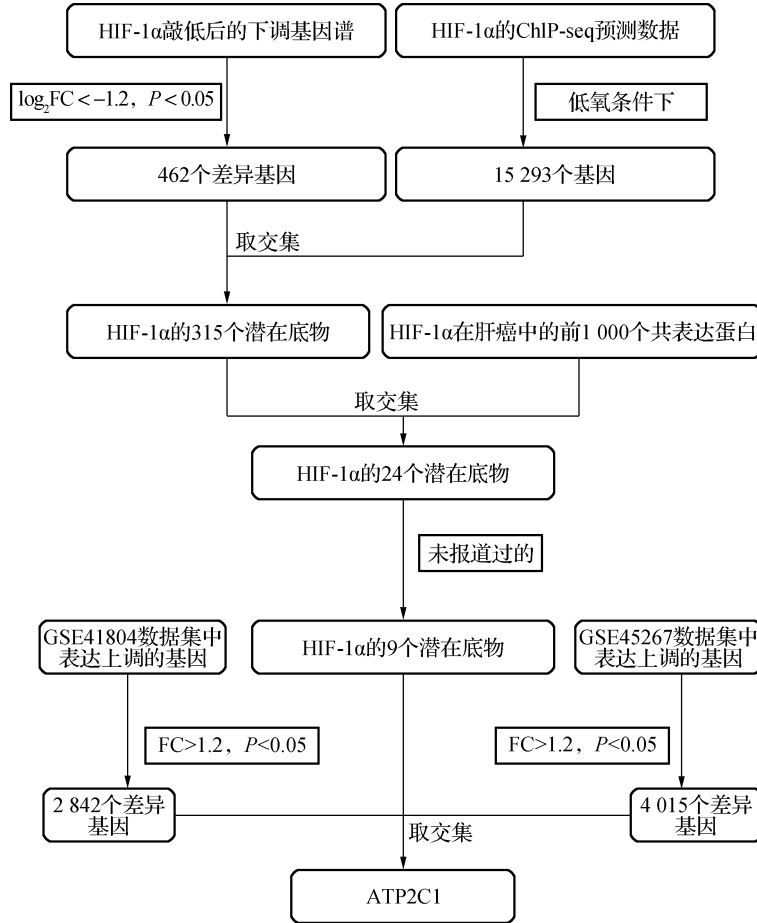 HIF-1α敲低后的下调基因谱
HIF-1α的ChIP-seq预测数据
log₂FC<−1.2，P<0.05
低氧条件下
462个差异基因
15 293个基因
取交集
HIF-1α的315个潜在底物
HIF-1α在肝癌中的前1 000个共表达蛋白
取交集
HIF-1α的24个潜在底物
未报道过的
GSE41804数据集中
表达上调的基因
HIF-1α的9个潜在底物
GSE45267数据集中
表达上调的基因
FC>1.2，P<0.05
FC>1.2，P<0.05
2 842个差异
基因
4 015个差异
基因
取交集
ATP2C1